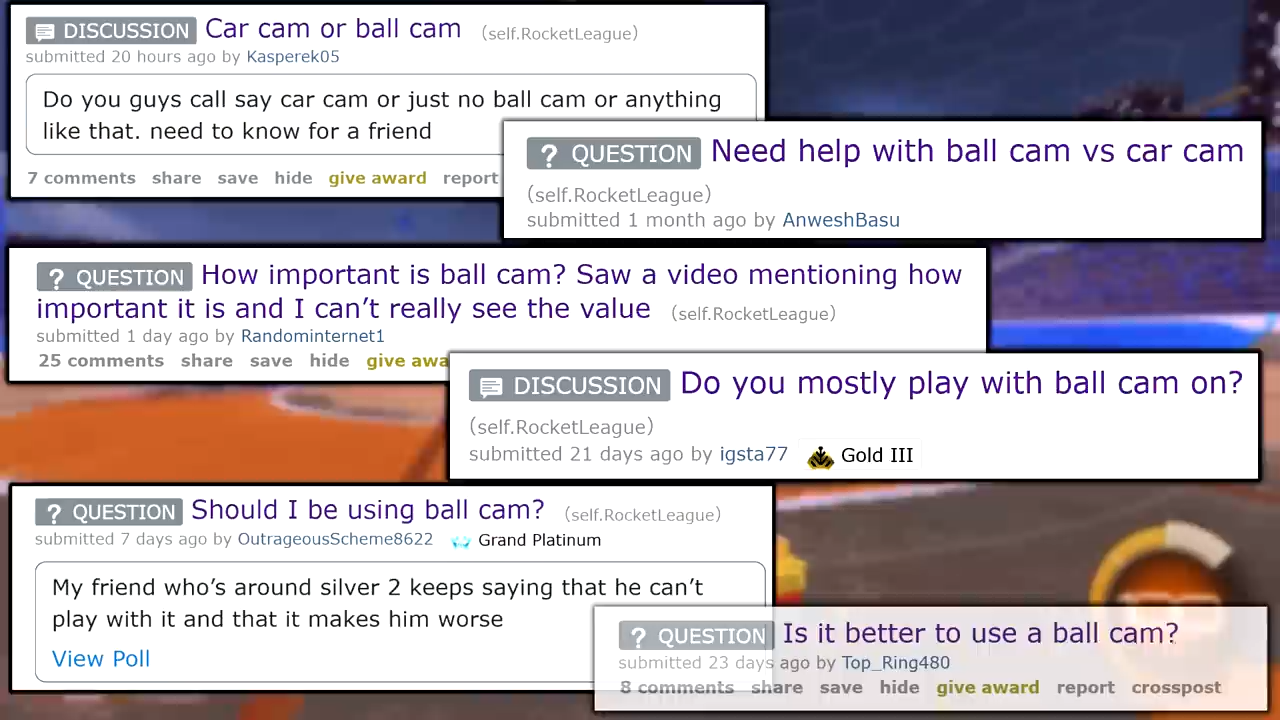 DISCUSSION Car cam or ball cam (self.RocketLeague)
submitted 20 hours ago by Kasperek05
Do you guys call say car cam or just no ball cam or anything
like that. need to know for a friend
7 comments share save hide give award report
? QUESTION Need help with ball cam vs car cam
(self.RocketLeague)
submitted 1 month ago by AnweshBasu
? QUESTION How important is ball cam? Saw a video mentioning how
important it is and I can’t really see the value (self.RocketLeague)
submitted 1 day ago by Randominternet1
25 comments share save hide give awa
DISCUSSION Do you mostly play with ball cam on?
(self.RocketLeague)
submitted 21 days ago by igsta77 Gold III
? QUESTION Should I be using ball cam? (self.RocketLeague)
submitted 7 days ago by OutrageousScheme8622 Grand Platinum
My friend who’s around silver 2 keeps saying that he can’t
play with it and that it makes him worse
View Poll
? QUESTION Is it better to use a ball cam?
submitted 23 days ago by Top_Ring480
8 comments share save hide give award report crosspost